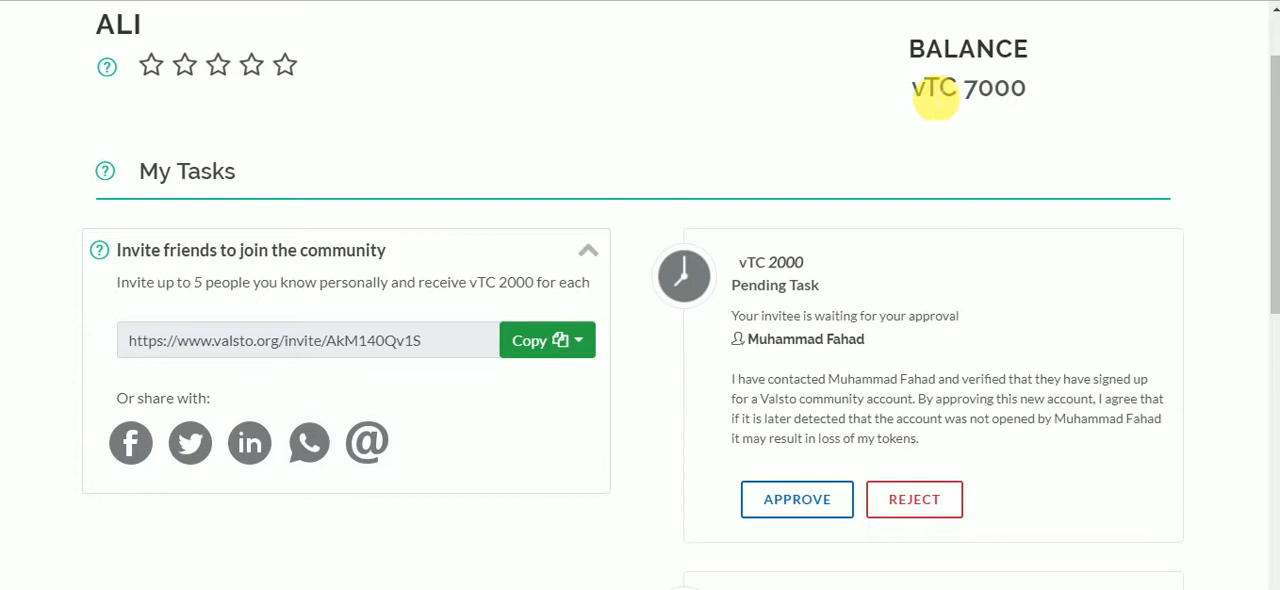 ALI
BALANCE
vTC 7000
My Tasks
Invite friends to join the community
Invite up to 5 people you know personally and receive vTC 2000 for each
https://www.valsto.org/invite/AkM140Qv1S
Copy
Or share with:
vTC 2000
Pending Task
Your invitee is waiting for your approval
Muhammad Fahad
I have contacted Muhammad Fahad and verified that they have signed up
for a Valsto community account. By approving this new account, I agree that
if it is later detected that the account was not opened by Muhammad Fahad
it may result in loss of my tokens.
APPROVE
REJECT